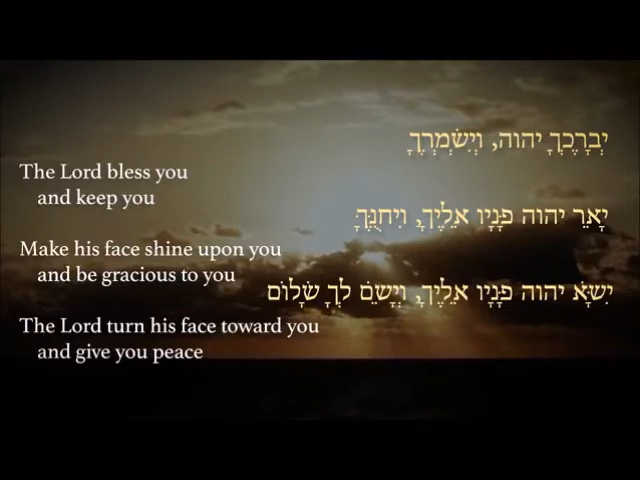 The Lord bless you
and keep you
Make his face shine upon you
and be gracious to you
The Lord turn his face toward you
and give you peace
יְבָרֶכְךָ יהוה, וְיִשְׁמְרֶךָ
יָאֵר יהוה פָּנָיו אֵלֶיךָ, וִיחֻנֶּךָּ
יִשָּׂא יהוה פָּנָיו אֵלֶיךָ, וְיָשֵׂם לְךָ שָׁלוֹם